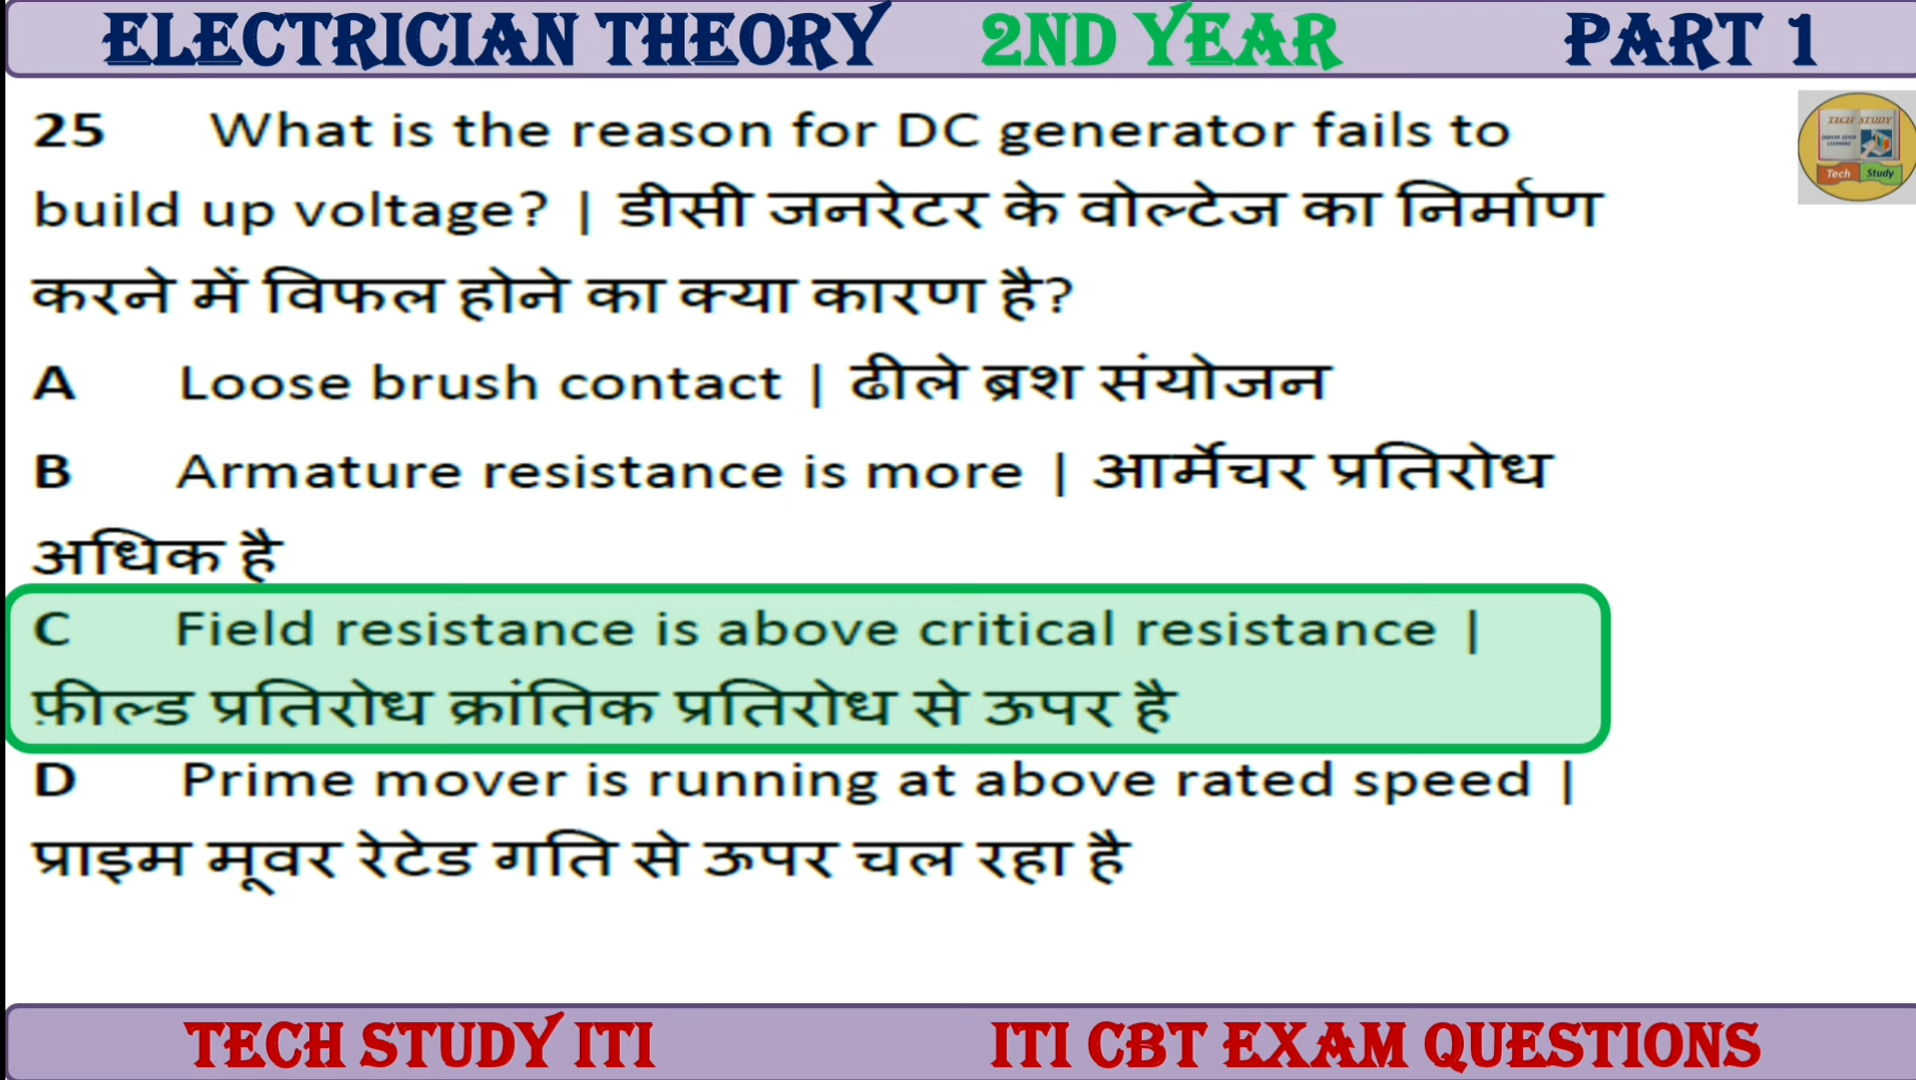 ELECTRICIAN THEORY 2ND YEAR PART 1
25 What is the reason for DC generator fails to
build up voltage? | डीसी जनरेटर के वोल्टेज का निर्माण
करने में विफल होने का क्या कारण है?
A Loose brush contact | ढीले ब्रश संयोजन
B Armature resistance is more | आर्मेचर प्रतिरोध
अधिक है
C Field resistance is above critical resistance |
फ़ील्ड प्रतिरोध क्रांतिक प्रतिरोध से ऊपर है
D Prime mover is running at above rated speed |
प्राइम मूवर रेटेड गति से ऊपर चल रहा है
TECH STUDY
Tech Study
TECH STUDY ITI ITI CBT EXAM QUESTIONS